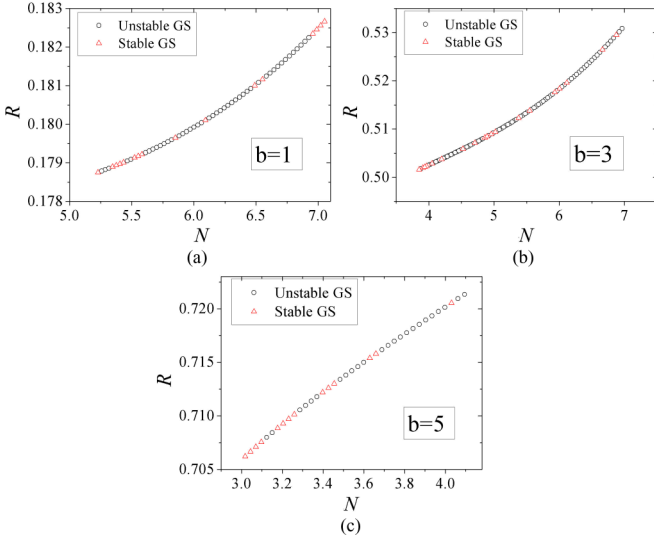 0.183
0.182
0.181
0.180
0.179
0.178
R
Unstable GS
Stable GS
b=1
5.0 5.5 6.0 6.5 7.0
N
(a)
0.53
0.52
0.51
0.50
R
Unstable GS
Stable GS
b=3
4 5 6 7
N
(b)
0.720
0.715
0.710
0.705
R
Unstable GS
Stable GS
b=5
3.0 3.2 3.4 3.6 3.8 4.0
N
(c)